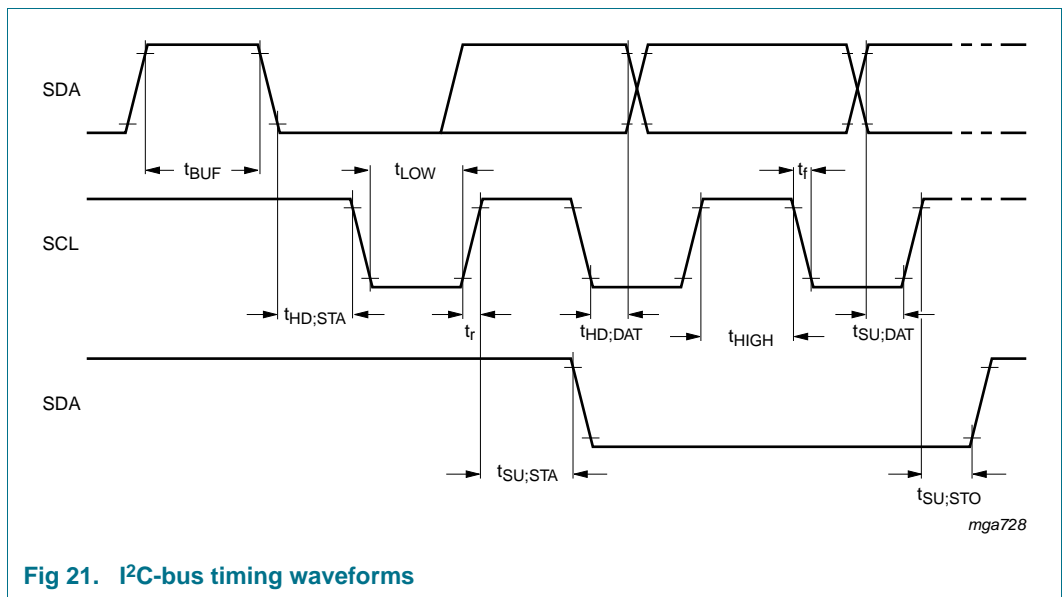 SDA
tBUF
tLOW
tf
SCL
tHD;STA
tr
tHD;DAT
tHIGH
tSU;DAT
SDA
tSU;STA
tSU;STO
mga728
Fig 21. I2C-bus timing waveforms